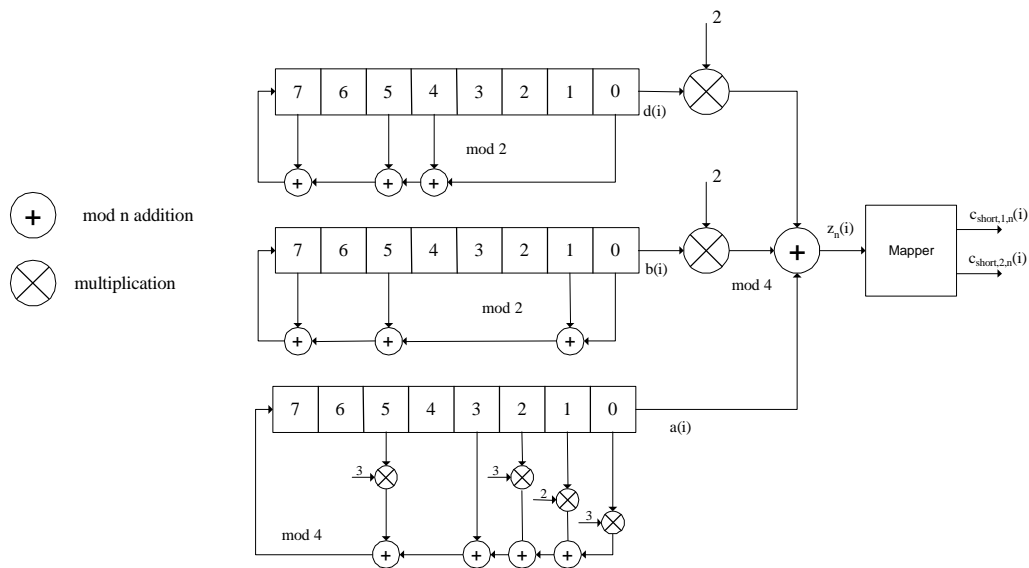 2
7 6 5 4 3 2 1 0
d(i)
mod 2
2
mod n addition
multiplication
7 6 5 4 3 2 1 0
b(i)
mod 2
mod 4
z_n(i)
Mapper
c_short,1,n(i)
c_short,2,n(i)
7 6 5 4 3 2 1 0
a(i)
3
3
2
3
mod 4